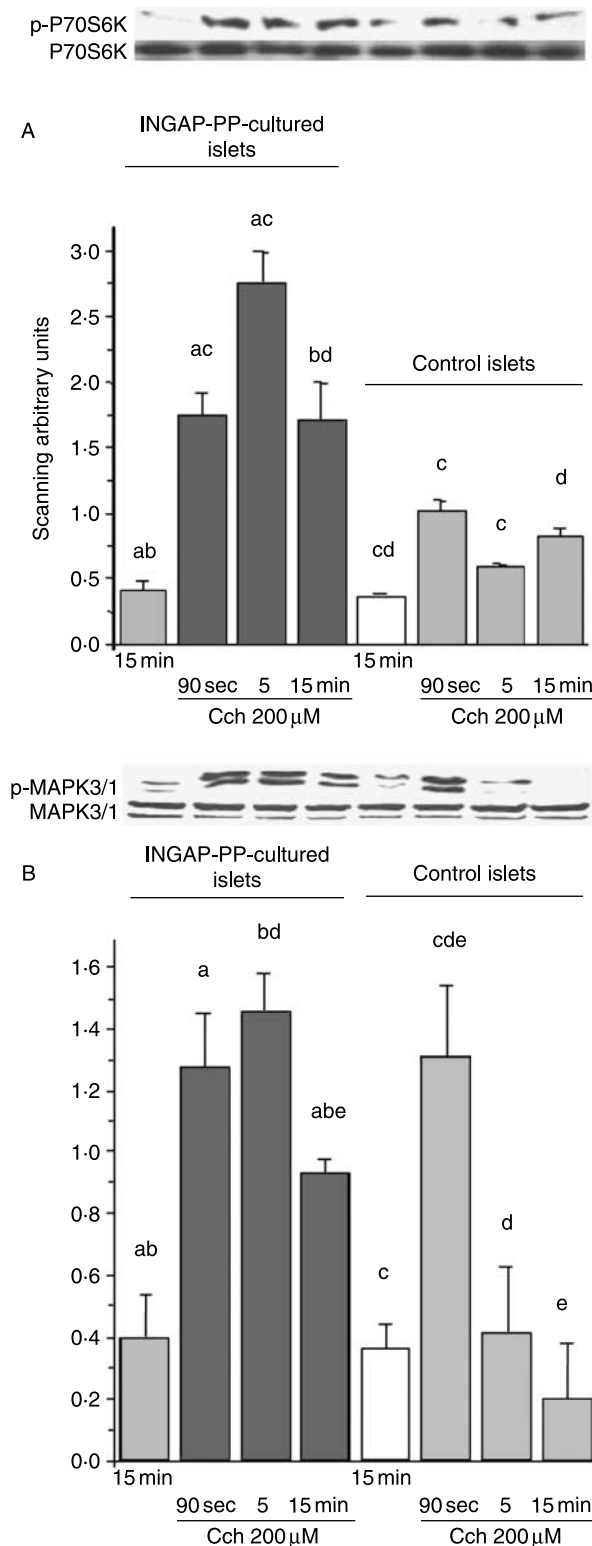 p-P70S6K
P70S6K
A
INGAP-PP-cultured
islets
Control islets
Scanning arbitrary units
3·0
2·5
2·0
1·5
1·0
0·5
0·0
ab
ac
ac
bd
cd
c
c
d
15 min
15 min
90 sec 5 15 min
90 sec 5 15 min
Cch 200 μM
Cch 200 μM
p-MAPK3/1
MAPK3/1
B
INGAP-PP-cultured
islets
Control islets
1·6
1·4
1·2
1·0
0·8
0·6
0·4
0·2
0·0
ab
a
bd
abe
c
cde
d
e
15 min
15 min
90 sec 5 15 min
90 sec 5 15 min
Cch 200 μM
Cch 200 μM